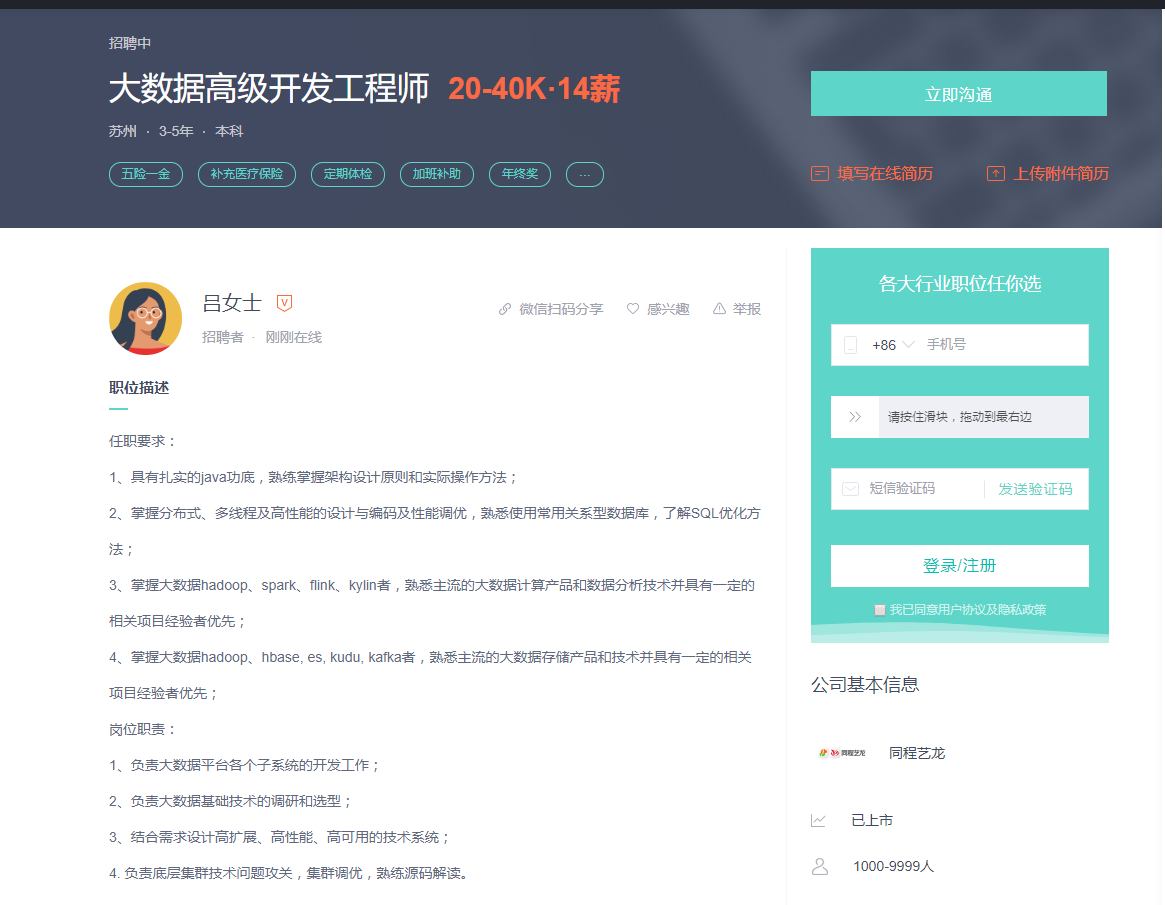 招聘中
大数据高级开发工程师 20-40K·14薪
苏州 · 3-5年 · 本科
五险一金 补充医疗保险 定期体检 加班补助 年终奖 ...
立即沟通
填写在线简历 上传附件简历
吕女士 V
招聘者 · 刚刚在线
微信扫码分享 感兴趣 举报
职位描述
任职要求：
1、具有扎实的java功底，熟练掌握架构设计原则和实际操作方法；
2、掌握分布式、多线程及高性能的设计与编码及性能调优，熟悉使用常用关系型数据库，了解SQL优化方
法；
3、掌握大数据hadoop、spark、flink、kylin者，熟悉主流的大数据计算产品和数据分析技术并具有一定的
相关项目经验者优先；
4、掌握大数据hadoop、hbase, es, kudu, kafka者，熟悉主流的大数据存储产品和技术并具有一定的相关
项目经验者优先；
岗位职责：
1、负责大数据平台各个子系统的开发工作；
2、负责大数据基础技术的调研和选型；
3、结合需求设计高扩展、高性能、高可用的技术系统；
4. 负责底层集群技术问题攻关，集群调优，熟练源码解读。
各大行业职位任你选
+86 手机号
请按住滑块，拖动到最右边
短信验证码 发送验证码
登录/注册
我已同意用户协议及隐私政策
公司基本信息
同程艺龙 同程艺龙
已上市
1000-9999人